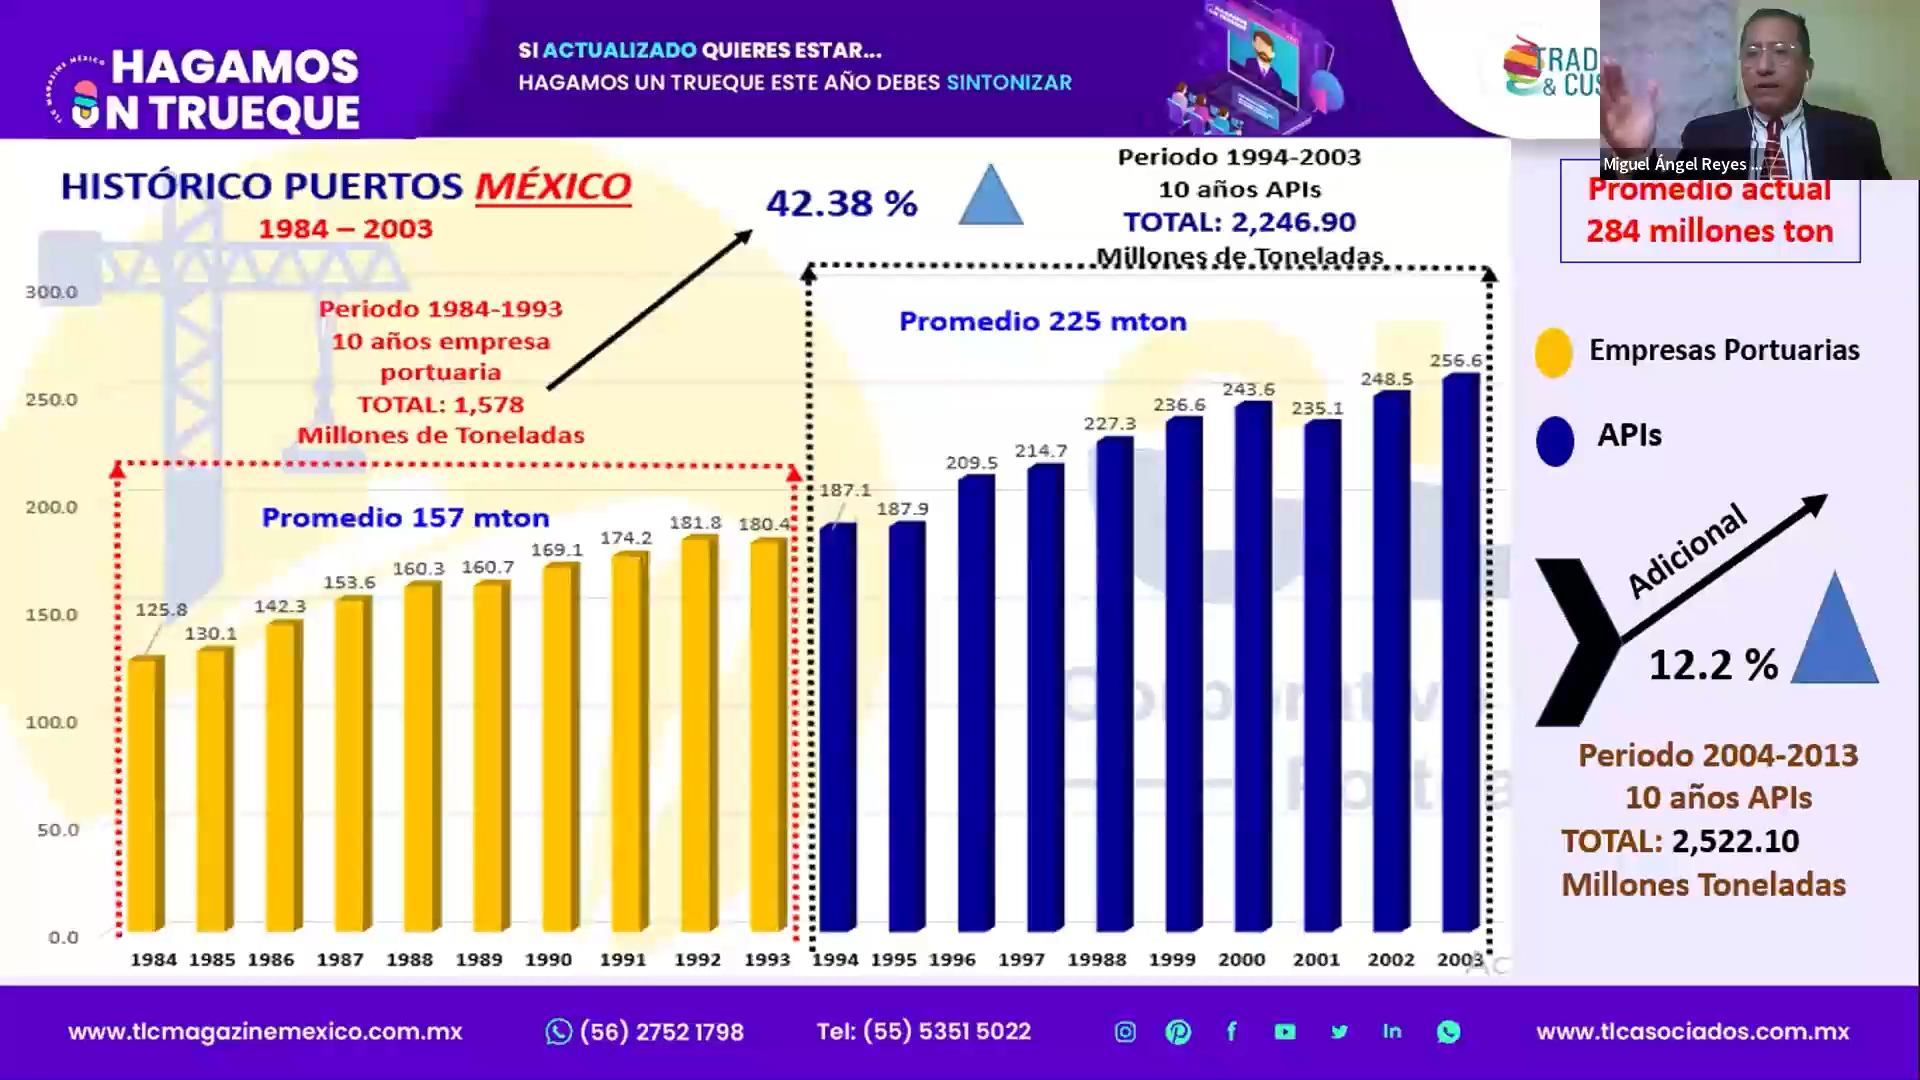 HAGAMOS
UN TRUEQUE
TLC MAGAZINE MÉXICO
SI ACTUALIZADO QUIERES ESTAR...
HAGAMOS UN TRUEQUE ESTE AÑO DEBES SINTONIZAR
TRAD
& CUS
Miguel Ángel Reyes ...
HISTÓRICO PUERTOS MÉXICO
1984 – 2003
42.38 %
Periodo 1994-2003
10 años APIs
TOTAL: 2,246.90
Millones de Toneladas
Promedio actual
284 millones ton
Periodo 1984-1993
10 años empresa
portuaria
TOTAL: 1,578
Millones de Toneladas
Promedio 225 mton
Promedio 157 mton
300.0
250.0
200.0
150.0
100.0
50.0
0.0
125.8
130.1
142.3
153.6
160.3
160.7
169.1
174.2
181.8
180.4
187.1
187.9
209.5
214.7
227.3
236.6
243.6
235.1
248.5
256.6
1984 1985 1986 1987 1988 1989 1990 1991 1992 1993 1994 1995 1996 1997 19988 1999 2000 2001 2002 2003
Empresas Portuarias
APIs
Adicional
12.2 %
Periodo 2004-2013
10 años APIs
TOTAL: 2,522.10
Millones Toneladas
Corporativo
www.tlcmagazinemexico.com.mx
(56) 2752 1798
Tel: (55) 5351 5022
www.tlcasociados.com.mx